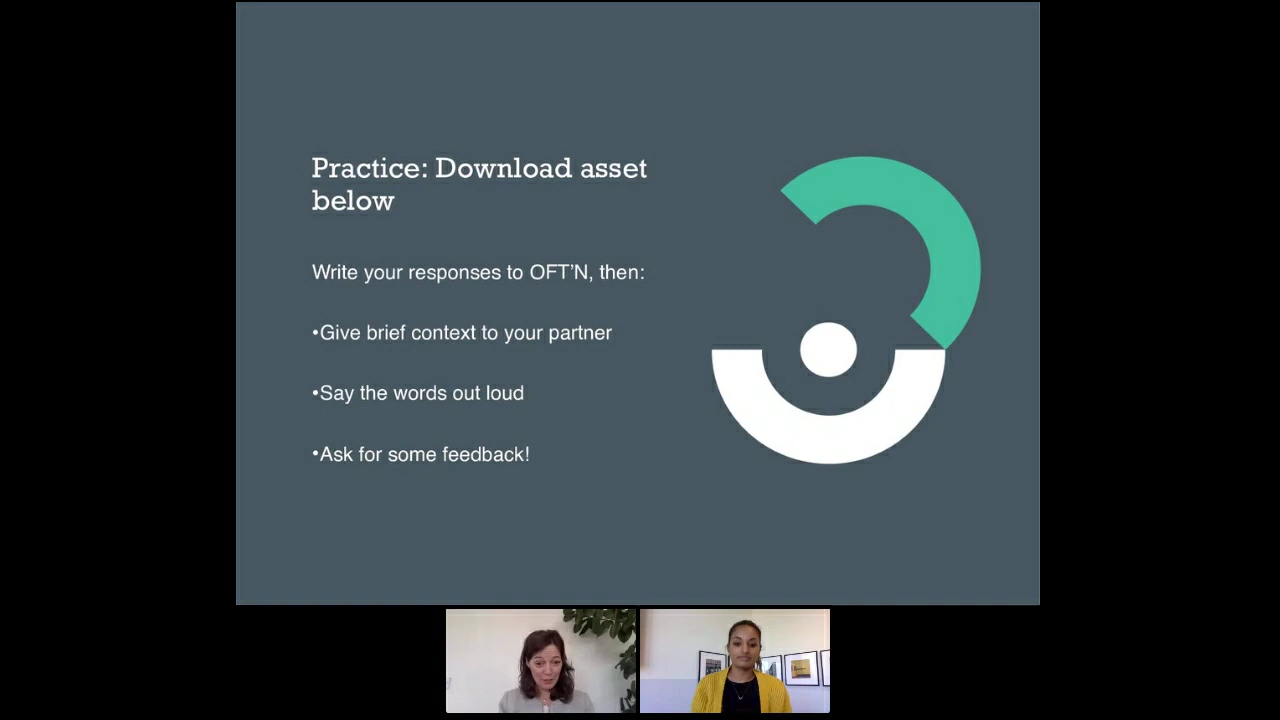 Practice: Download asset
below
Write your responses to OFT’N, then:
•Give brief context to your partner
•Say the words out loud
•Ask for some feedback!